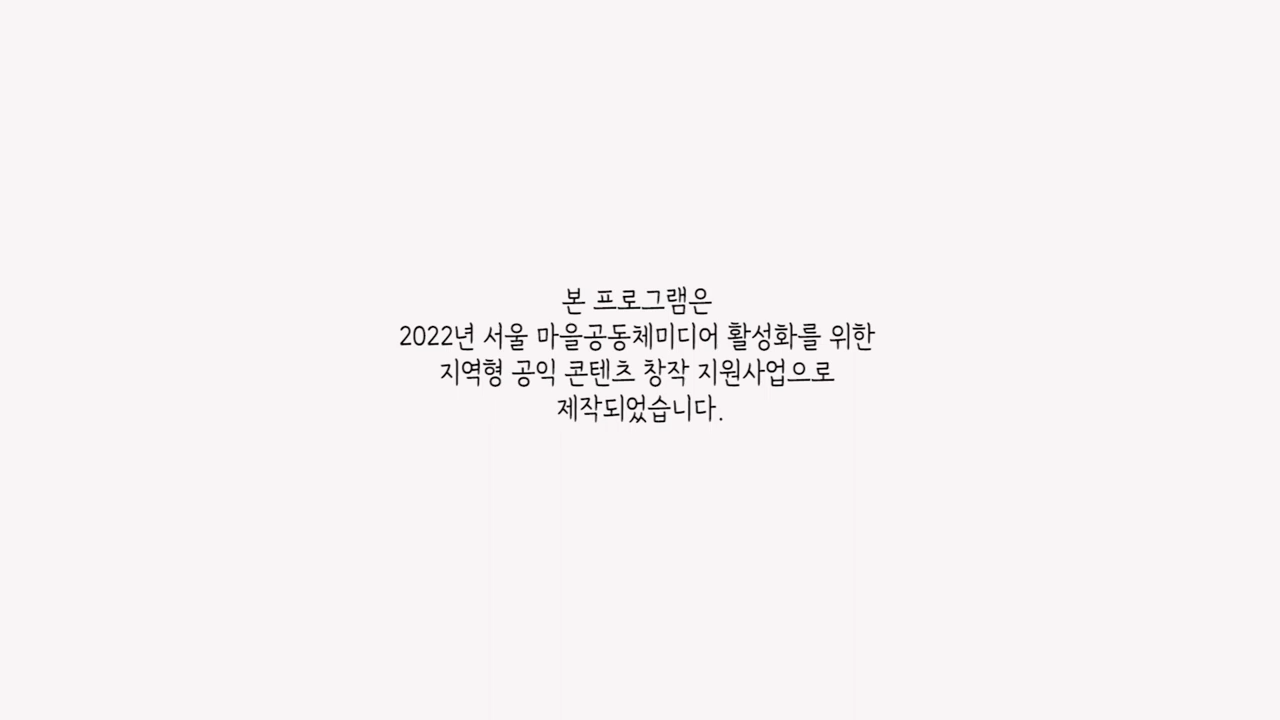 본 프로그램은
2022년 서울 마을공동체미디어 활성화를 위한
지역형 공익 콘텐츠 창작 지원사업으로
제작되었습니다.